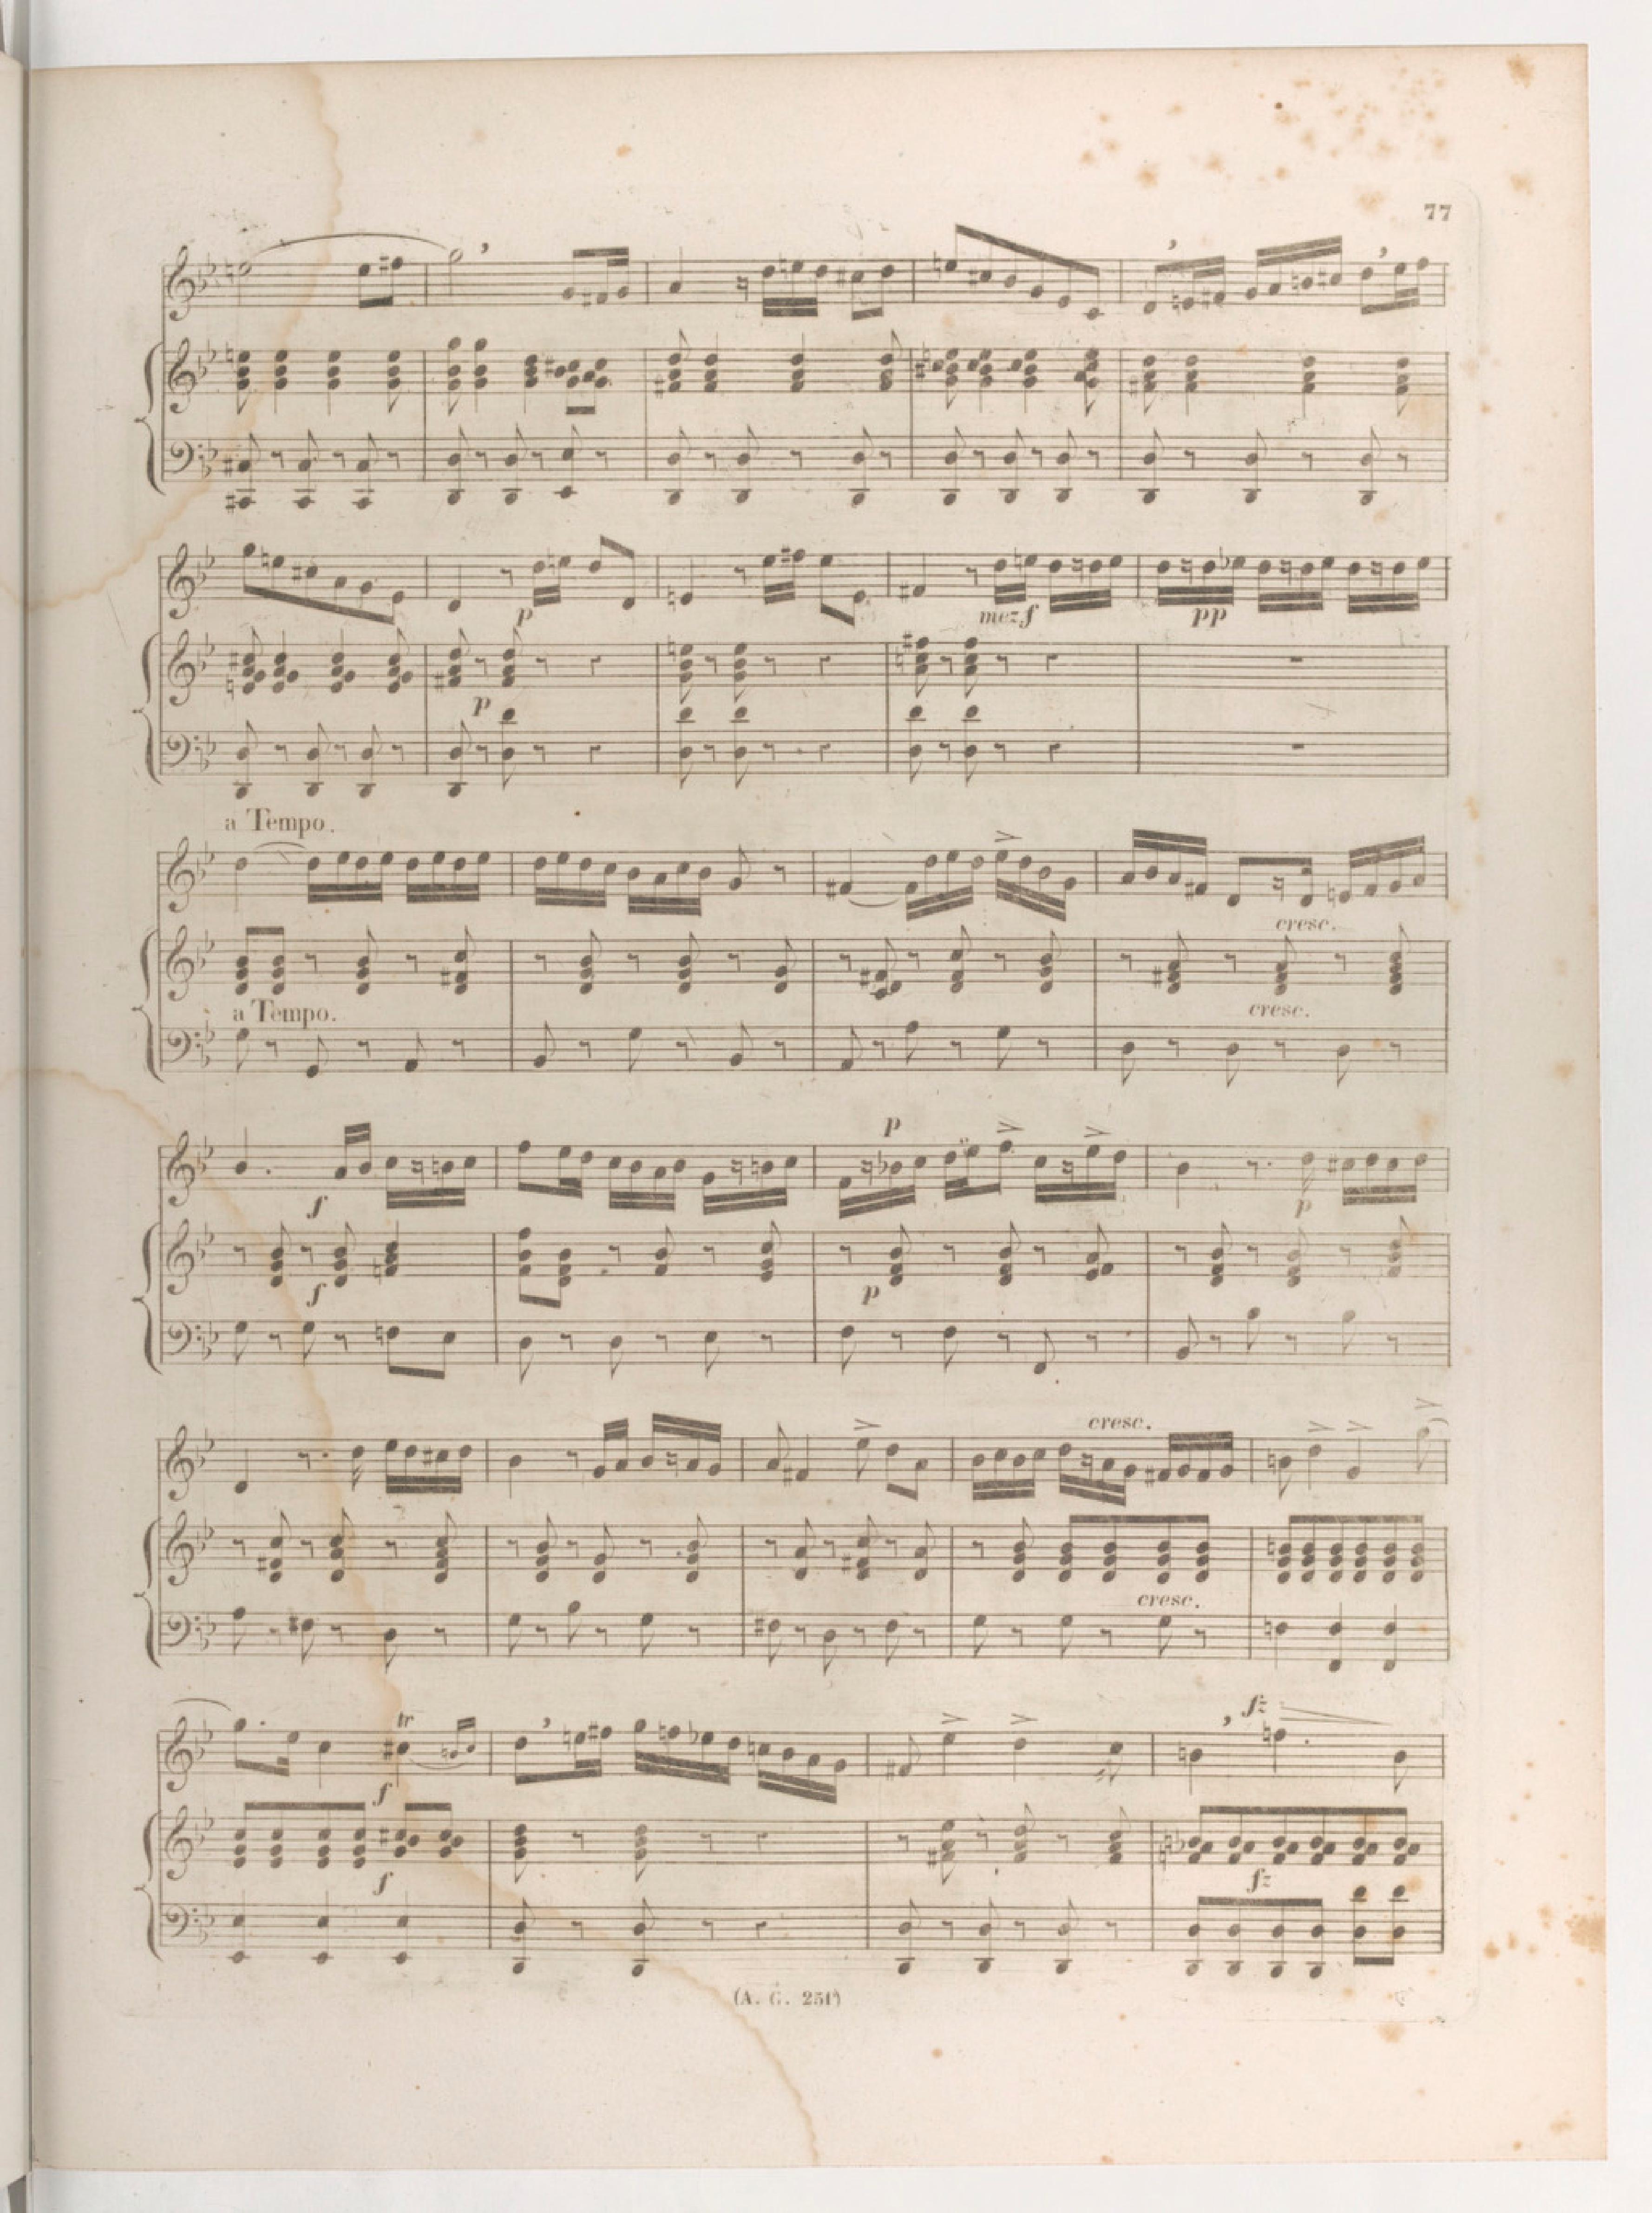 77
p
mez f
pp
p
a Tempo.
cresc.
a Tempo.
cresc.
p
f
p
f
p
cresc.
cresc.
fz
tr
f
f
fz
(A. G. 251)